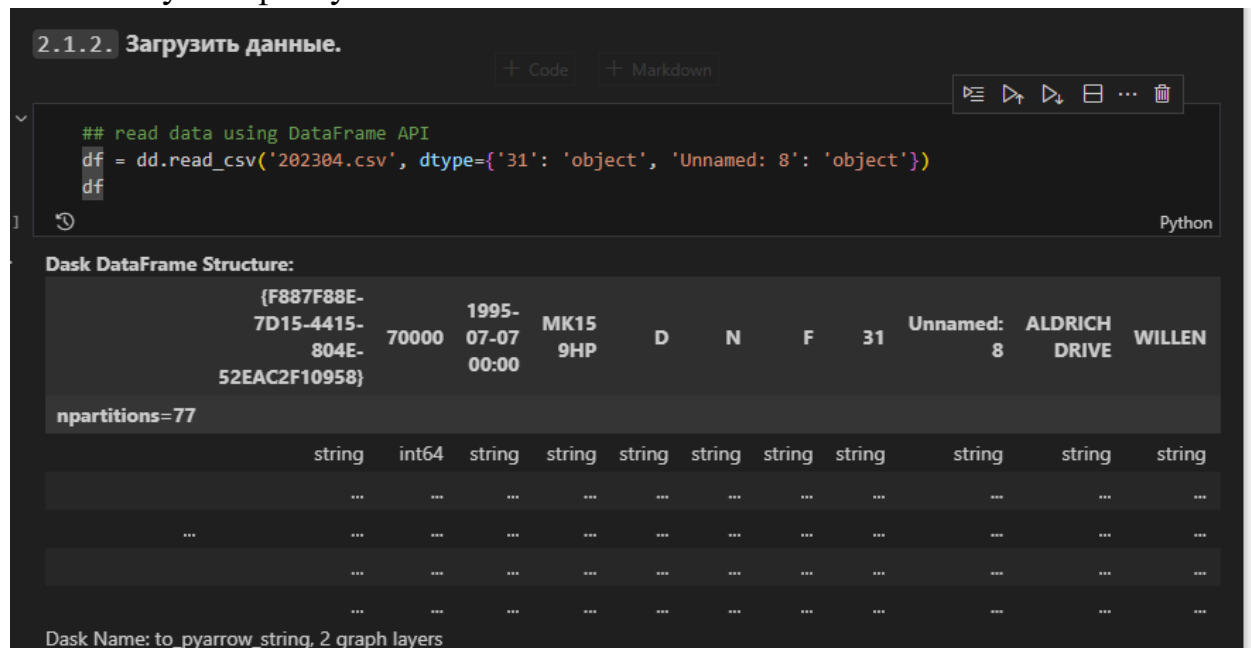 2.1.2. Загрузить данные.
+ Code + Markdown
## read data using DataFrame API
df = dd.read_csv('202304.csv', dtype={'31': 'object', 'Unnamed: 8': 'object'})
df
]
Python
Dask DataFrame Structure:
{F887F88E-7D15-4415-804E-52EAC2F10958} 70000 1995-07-07 00:00 MK15 9HP D N F 31 Unnamed: 8 ALDRICH DRIVE WILLEN
npartitions=77
string int64 string string string string string string string string string
... ... ... ... ... ... ... ... ... ... ...
... ... ... ... ... ... ... ... ... ... ... ...
... ... ... ... ... ... ... ... ... ... ...
... ... ... ... ... ... ... ... ... ... ...
Dask Name: to_pyarrow_string, 2 graph layers